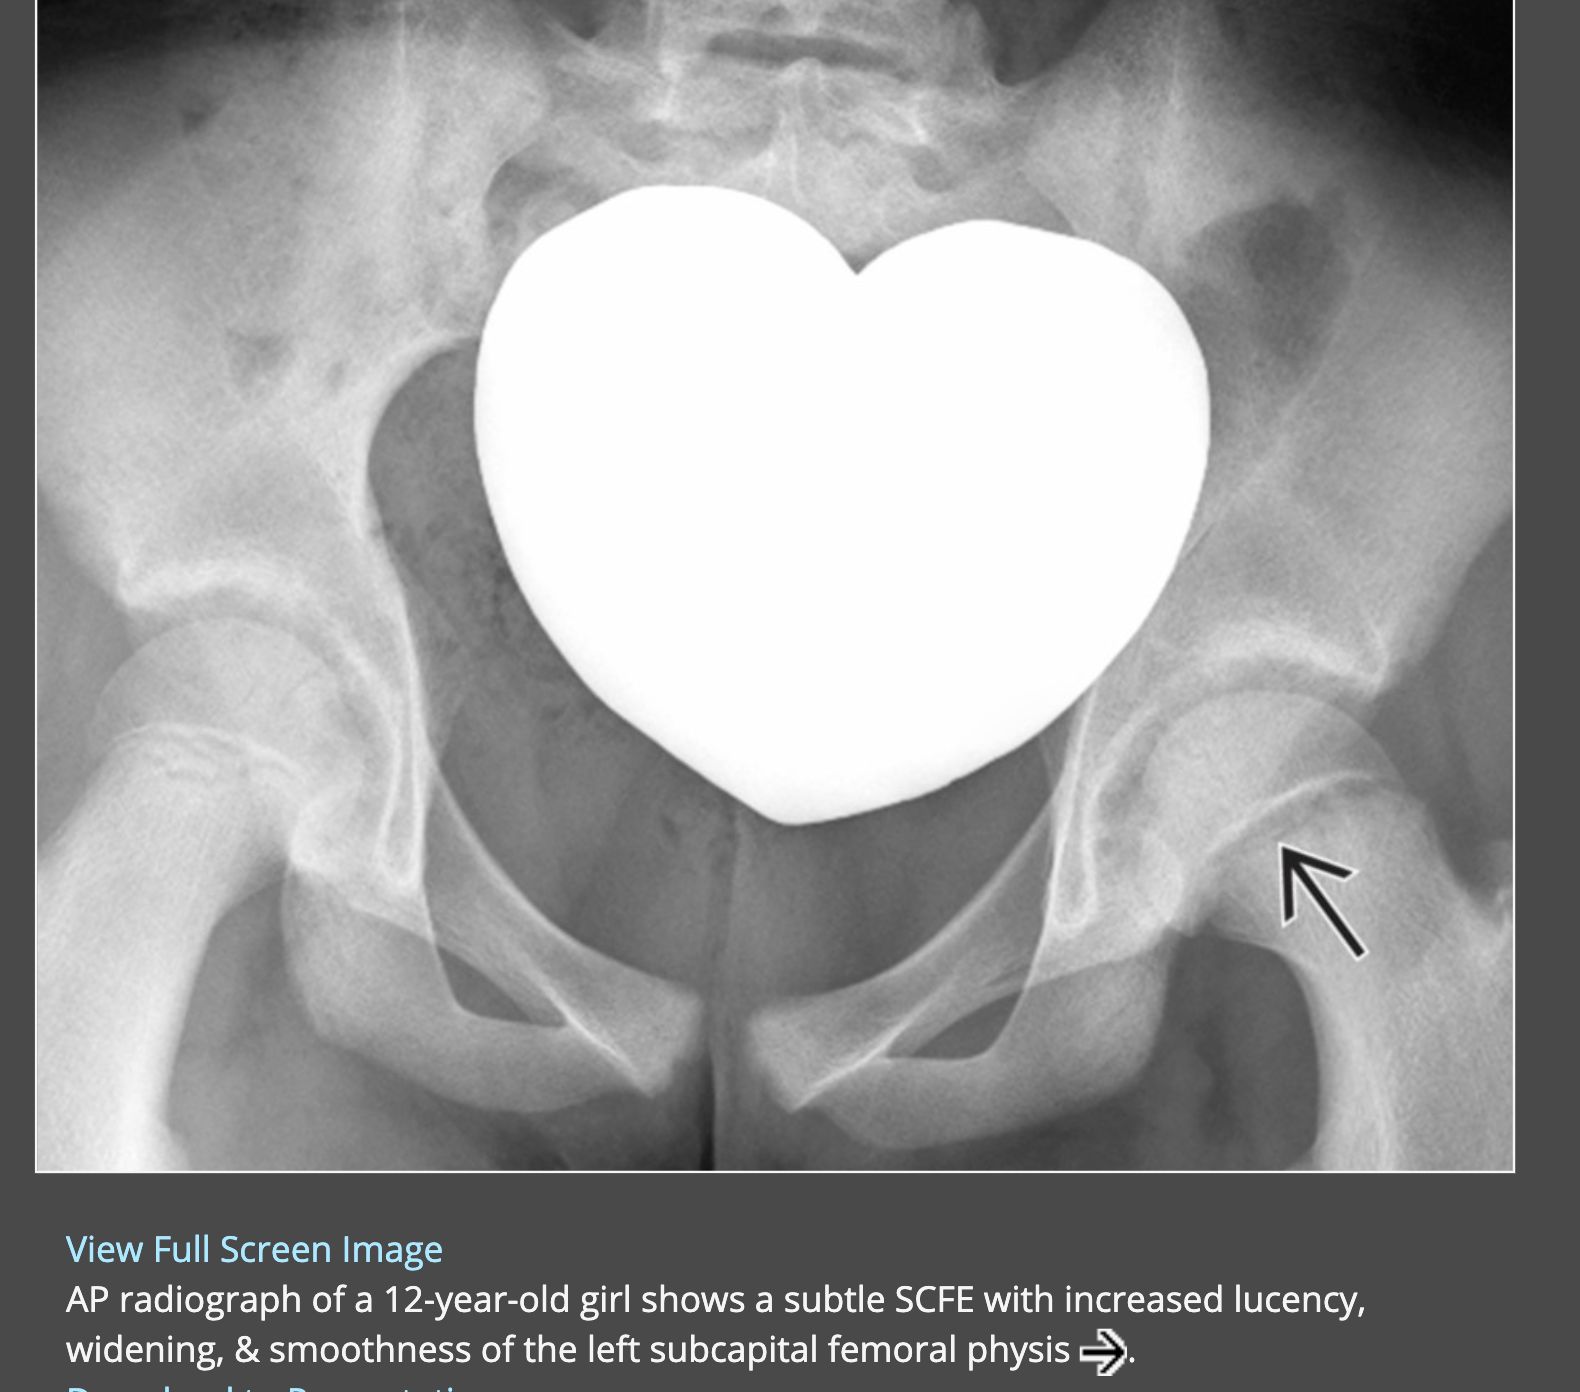 View Full Screen Image
AP radiograph of a 12-year-old girl shows a subtle SCFE with increased lucency,
widening, & smoothness of the left subcapital femoral physis.